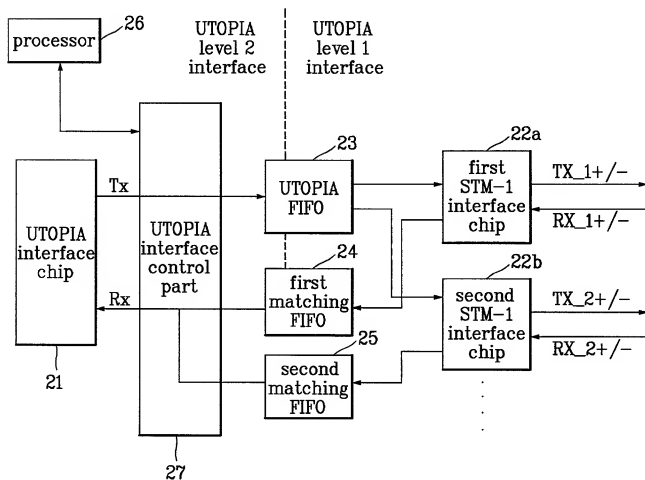 26
processor
UTOPIA
level 2
interface
UTOPIA
level 1
interface
23
UTOPIA
FIFO
22a
first
STM-1
interface
chip
TX_1+/-
RX_1+/-
Tx
UTOPIA
interface
chip
UTOPIA
interface
control
part
24
first
matching
FIFO
22b
second
STM-1
interface
chip
TX_2+/-
RX_2+/-
Rx
21
25
second
matching
FIFO
27